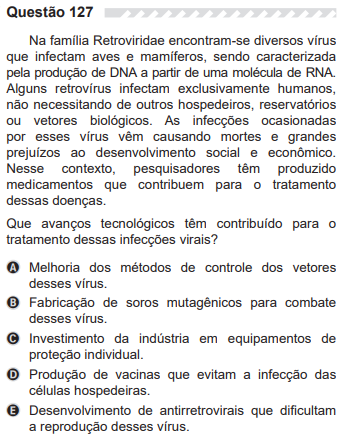 Questão 127
Na família Retroviridae encontram-se diversos vírus
que infectam aves e mamíferos, sendo caracterizada
pela produção de DNA a partir de uma molécula de RNA.
Alguns retrovírus infectam exclusivamente humanos,
não necessitando de outros hospedeiros, reservatórios
ou vetores biológicos. As infecções ocasionadas
por esses vírus vêm causando mortes e grandes
prejuízos ao desenvolvimento social e econômico.
Nesse contexto, pesquisadores têm produzido
medicamentos que contribuem para o tratamento
dessas doenças.
Que avanços tecnológicos têm contribuído para o
tratamento dessas infecções virais?
A Melhoria dos métodos de controle dos vetores
desses vírus.
B Fabricação de soros mutagênicos para combate
desses vírus.
C Investimento da indústria em equipamentos de
proteção individual.
D Produção de vacinas que evitam a infecção das
células hospedeiras.
E Desenvolvimento de antirretrovirais que dificultam
a reprodução desses vírus.